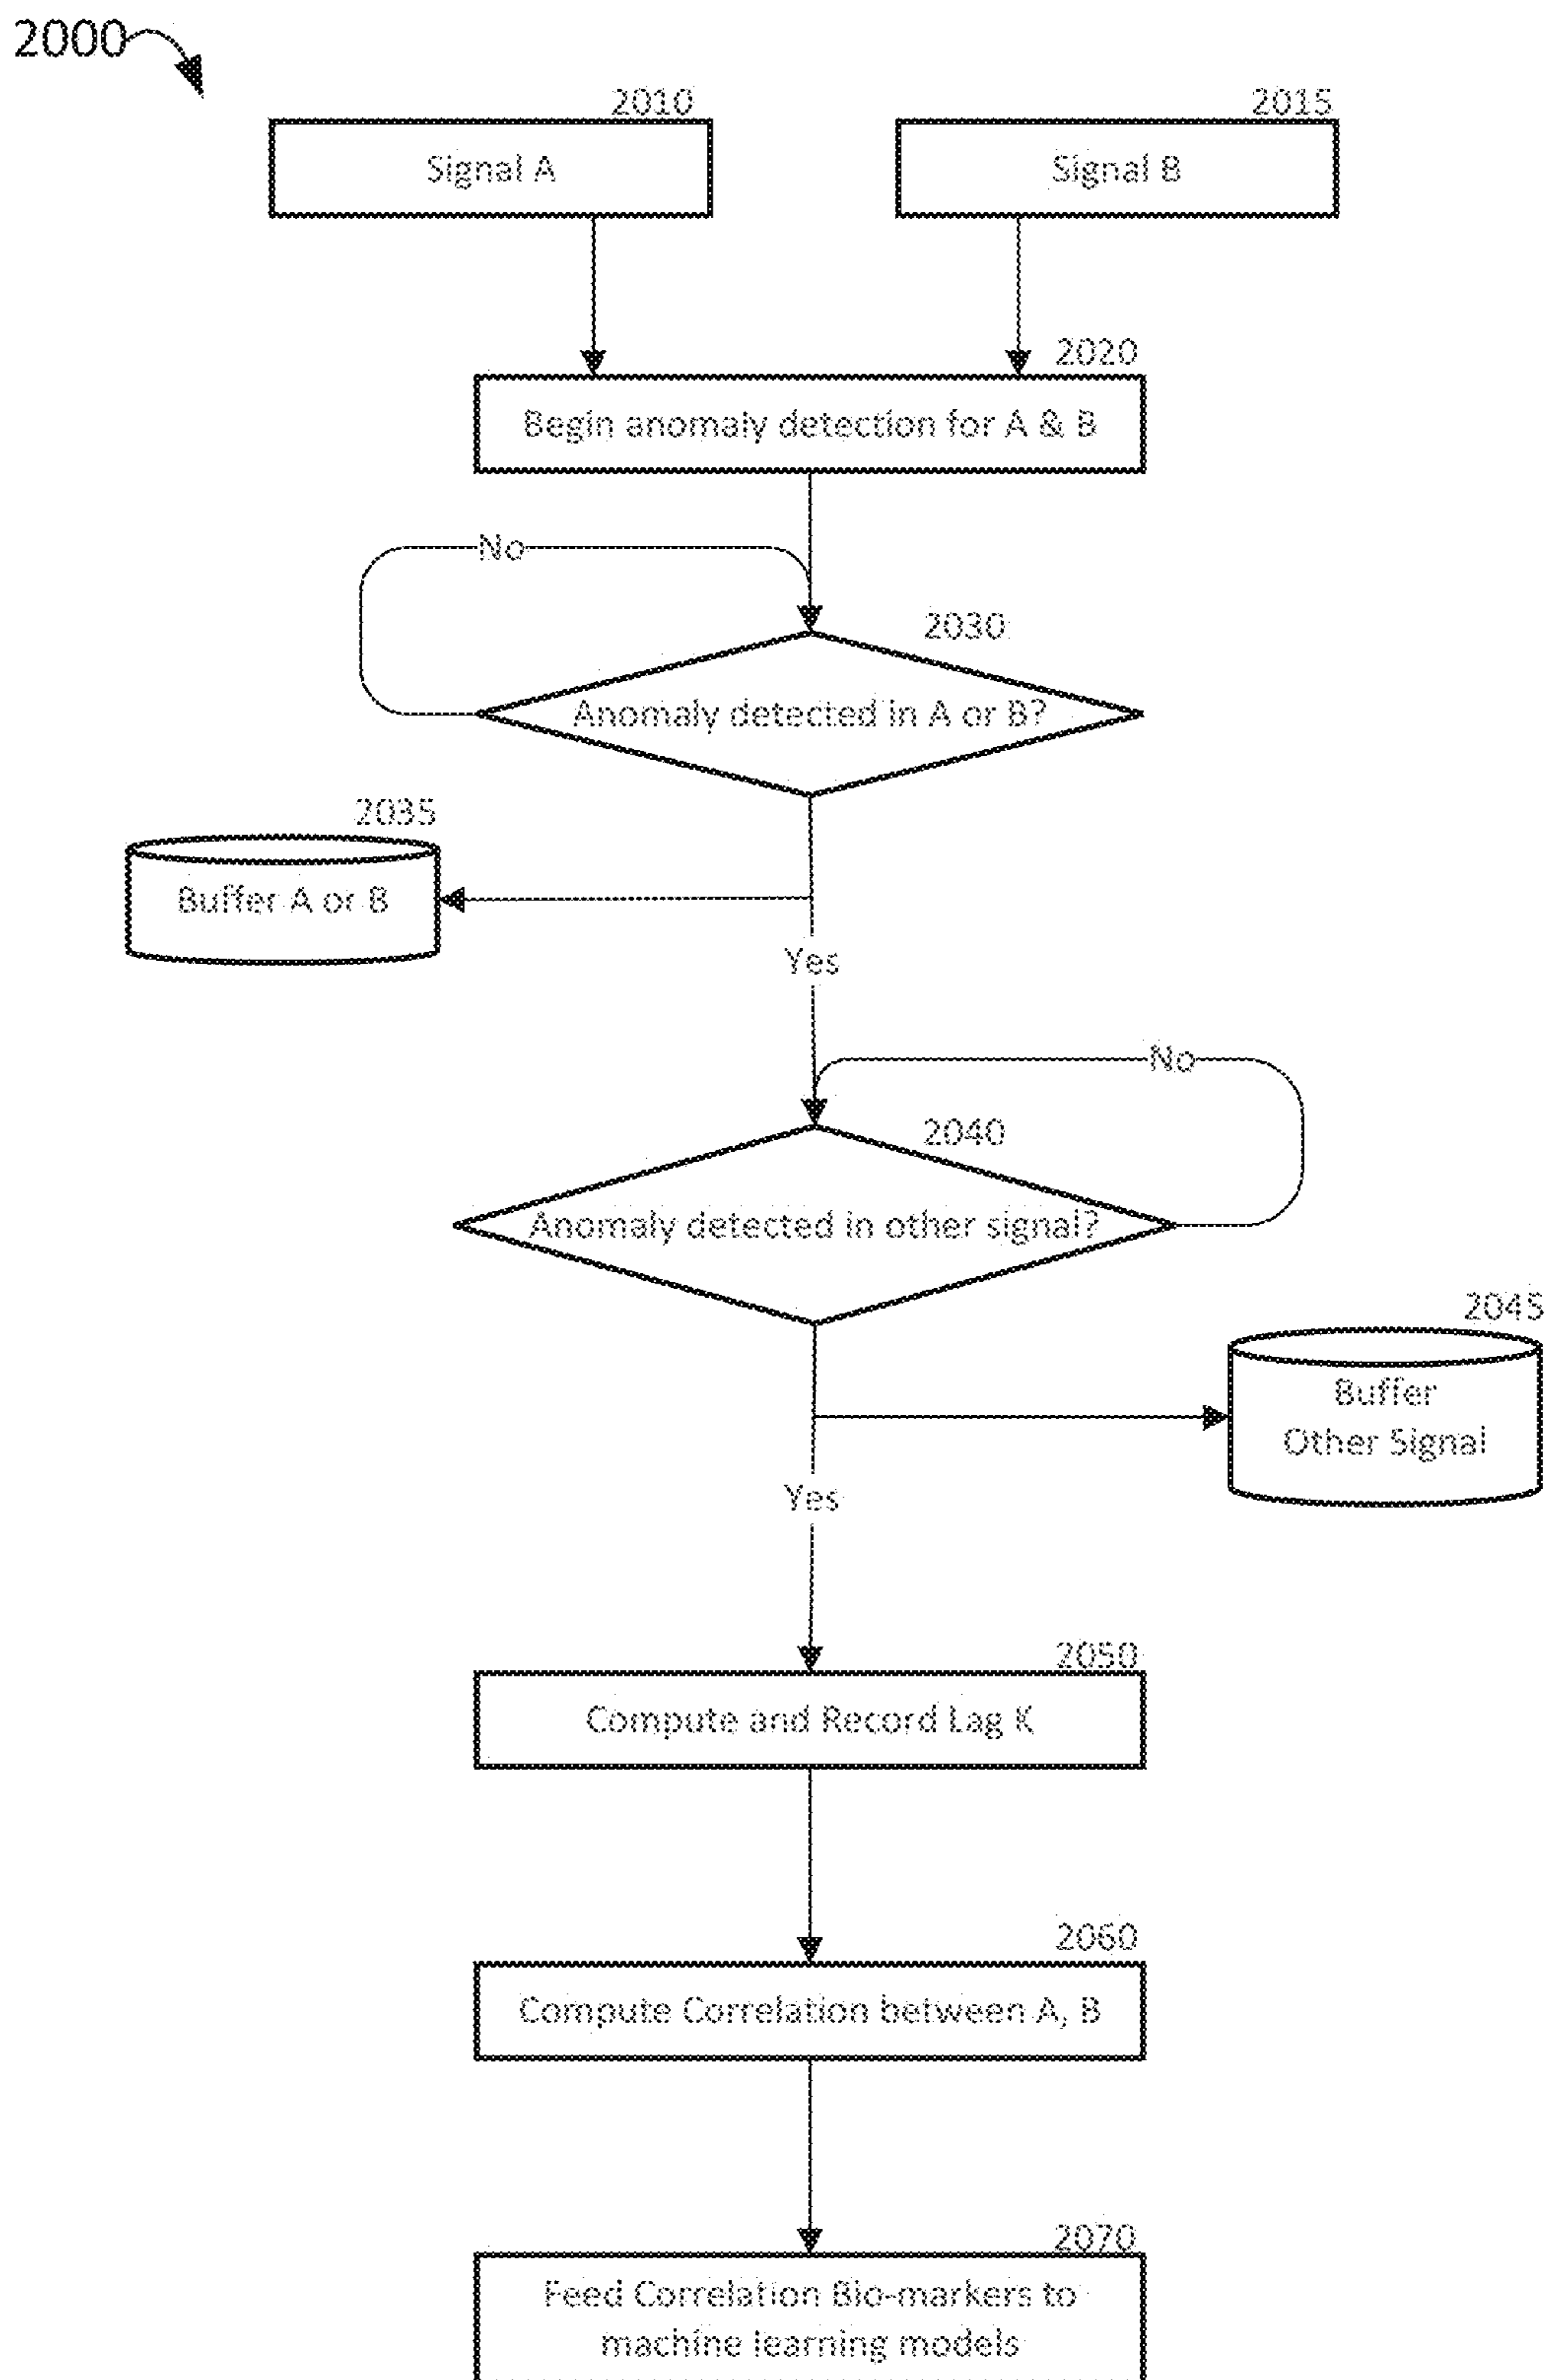 2000
2010
2015
Signal A
Signal B
2020
Begin anomaly detection for A & B
No
2030
Anomaly detected in A or B?
2035
Buffer A or B
Yes
No
2040
Anomaly detected in other signal?
2045
Buffer
Other Signal
Yes
2050
Compute and Record Lag K
2060
Compute Correlation between A, B
2070
Feed Correlation Bio-markers to
machine learning models